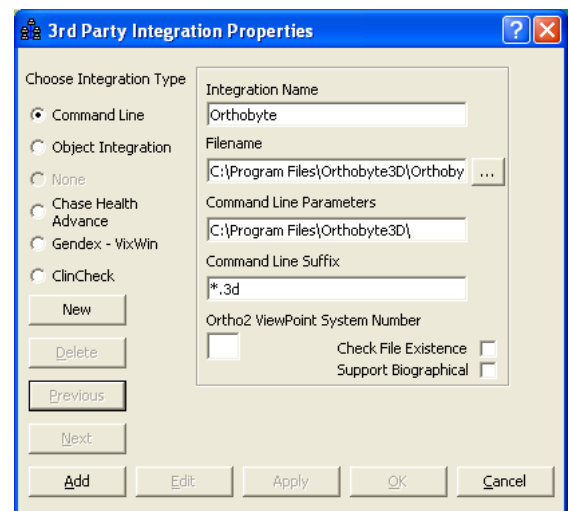 3rd Party Integration Properties
Choose Integration Type
Command Line
Object Integration
None
Chase Health
Advance
Gendex - VixWin
ClinCheck
New
Delete
Previous
Next
Integration Name
Orthobyte
Filename
C:\Program Files\Orthobyte3D\Orthoby
...
Command Line Parameters
C:\Program Files\Orthobyte3D\
Command Line Suffix
*.3d
Ortho2 ViewPoint System Number
Check File Existence
Support Biographical
Add Edit Apply OK Cancel